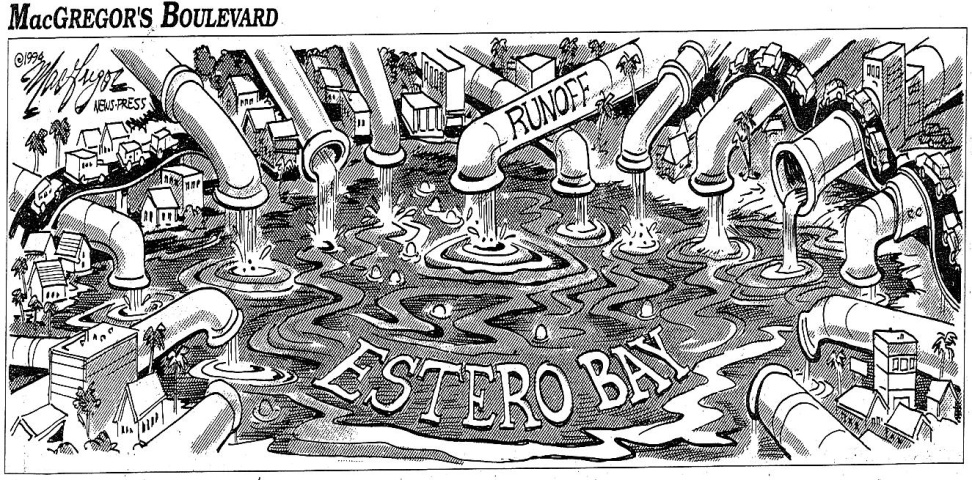 MACGREGOR'S BOULEVARD
©1994
MacGregor
NEWS-PRESS
RUNOFF
ESTERO BAY